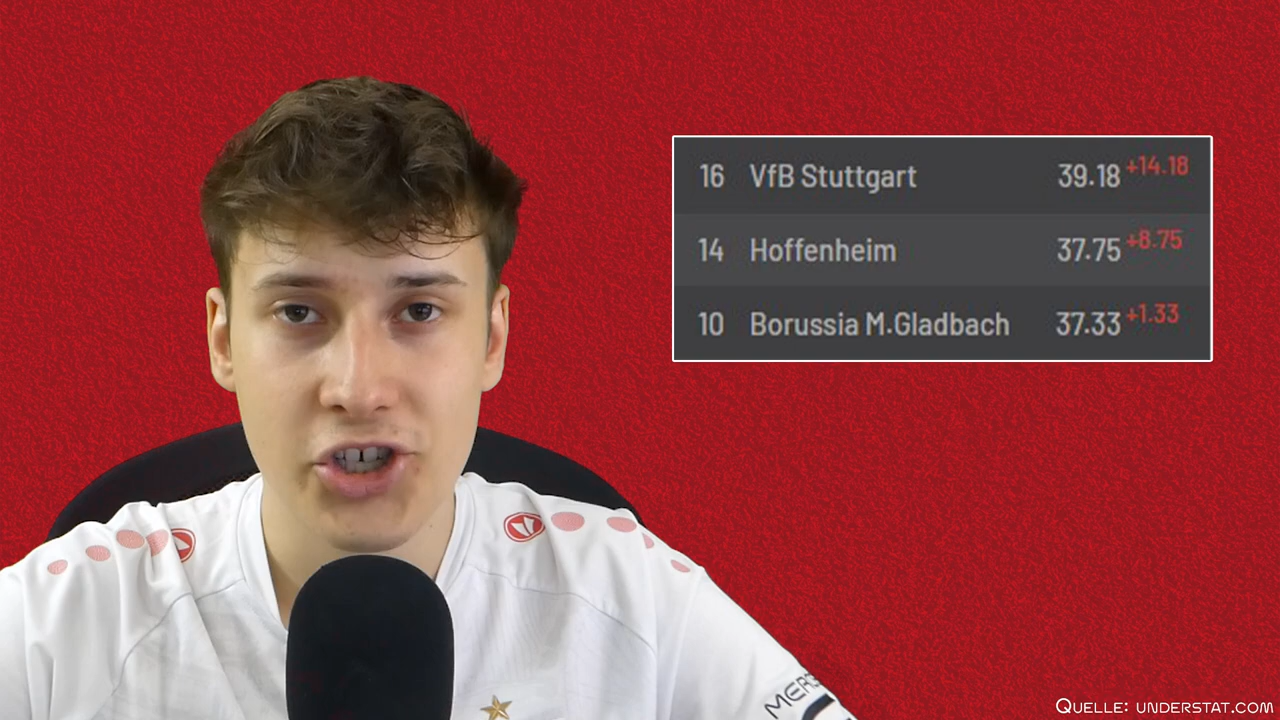 16 VfB Stuttgart 39.18 +14.18
14 Hoffenheim 37.75 +8.75
10 Borussia M.Gladbach 37.33 +1.33
Quelle: understat.com